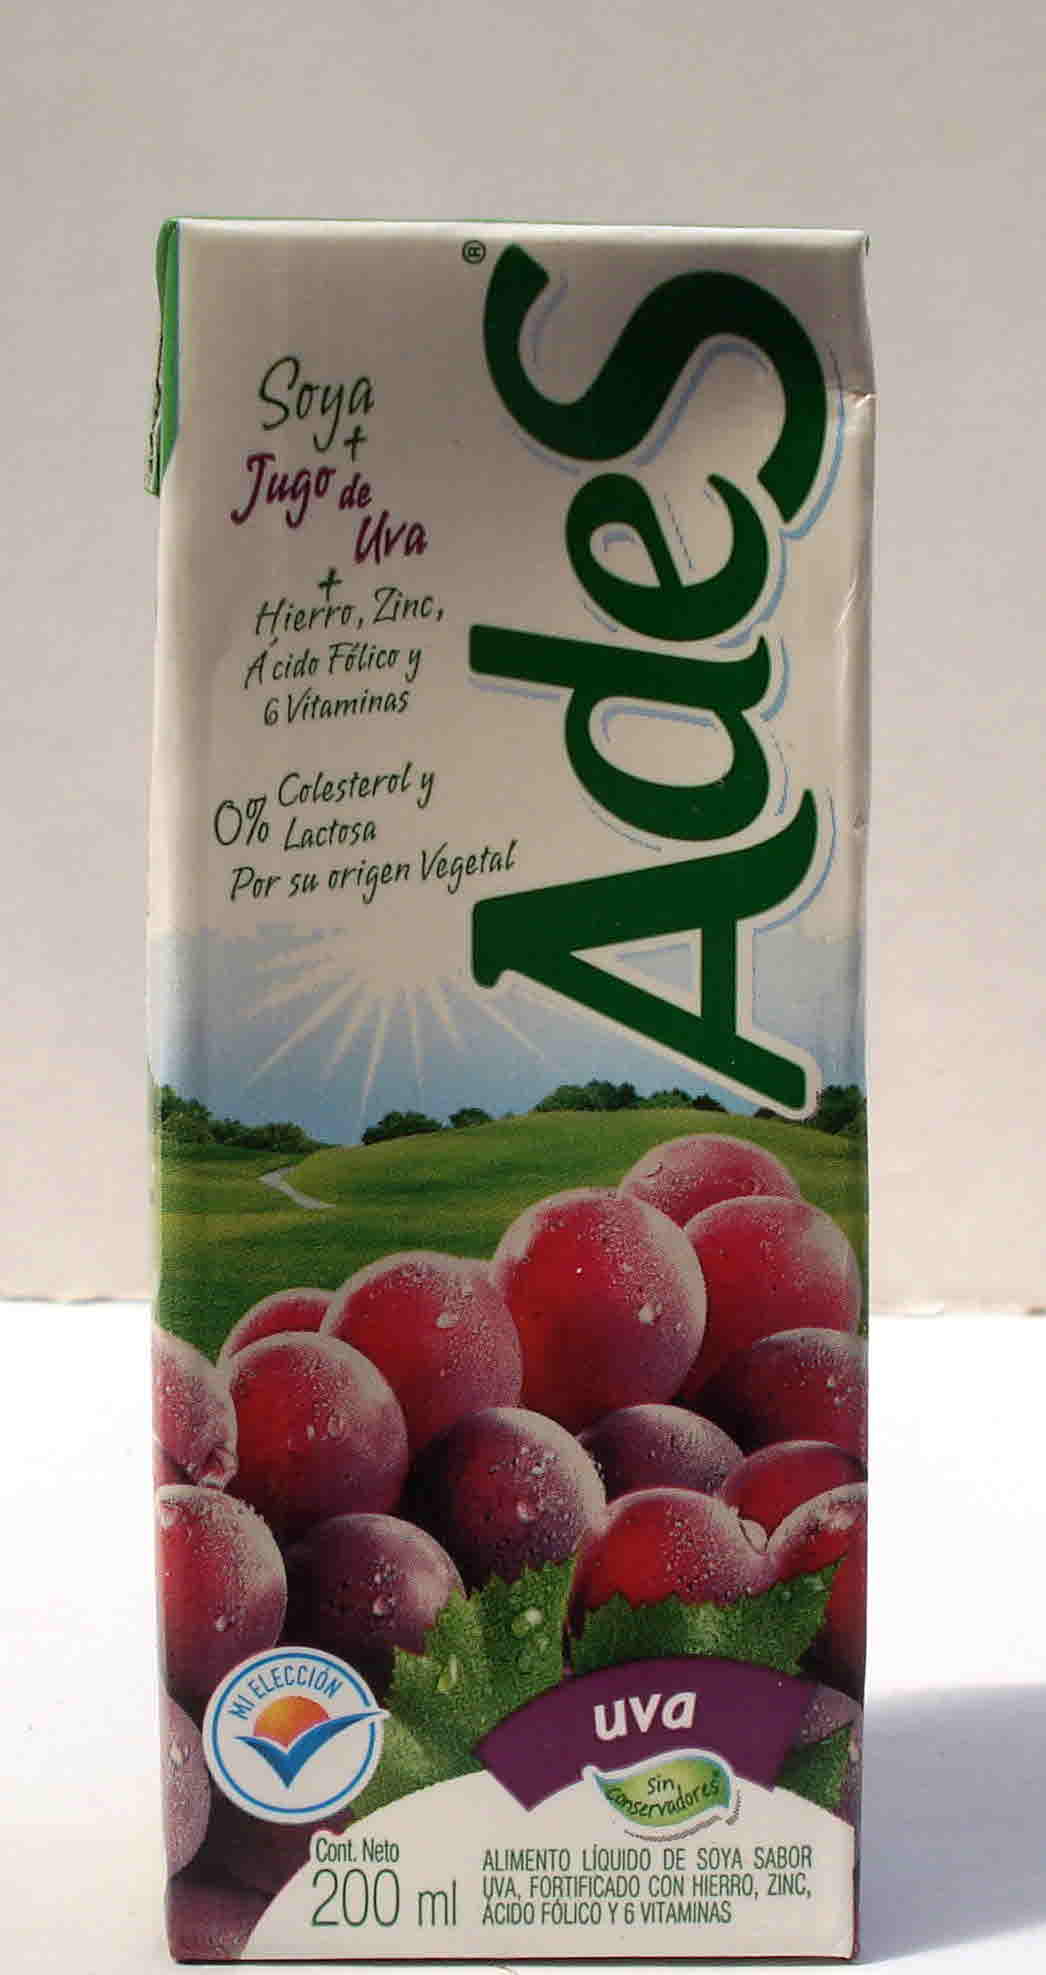 AdeS
®
Soya
+
Jugo de
Uva
+
Hierro, Zinc,
Ácido Fólico y
6 Vitaminas
0% Colesterol y
Lactosa
Por su origen Vegetal
MI ELECCIÓN
uva
sin
conservadores
Cont. Neto
200 ml
ALIMENTO LÍQUIDO DE SOYA SABOR
UVA, FORTIFICADO CON HIERRO, ZINC,
ÁCIDO FÓLICO Y 6 VITAMINAS